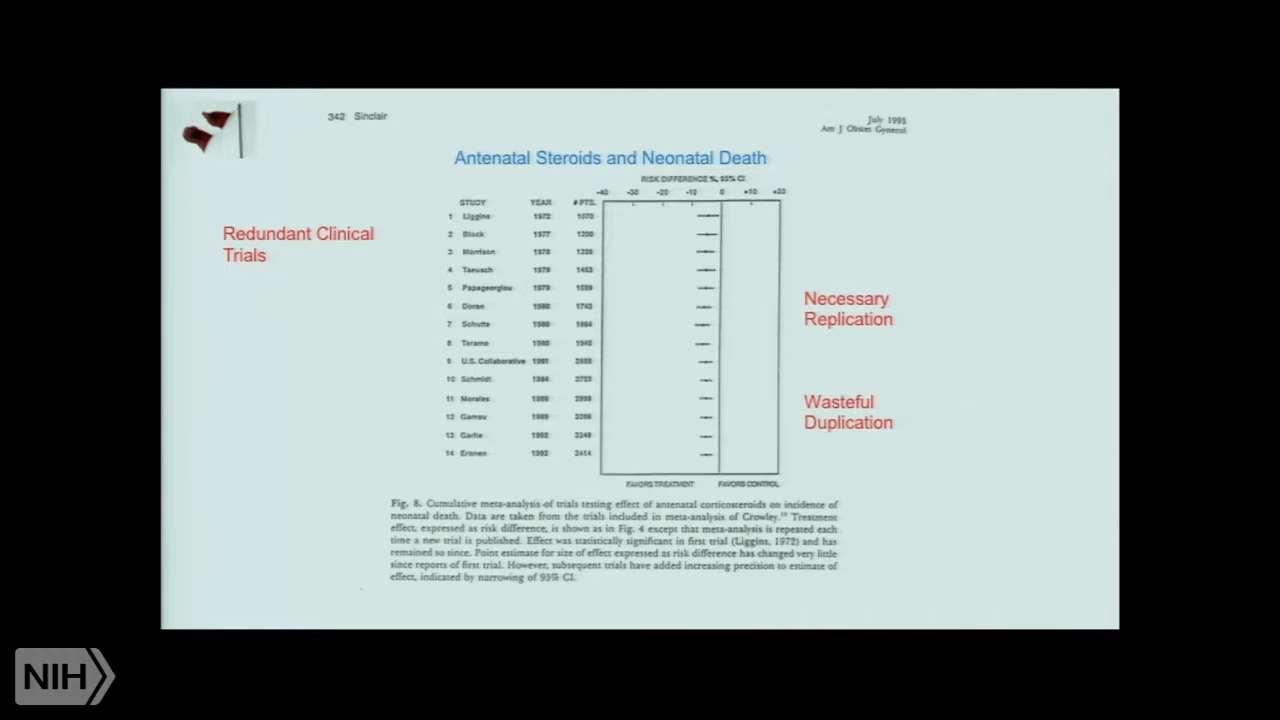 342 Sinclair
July 1995
Am J Obstet Gynecol
Antenatal Steroids and Neonatal Death
RISK DIFFERENCE %, 95% CI
-40 -30 -20 -10 0 +10 +20
STUDY YEAR # PTS.
1 Liggins 1972 1070
2 Block 1977 1200
3 Morrison 1978
4 Taeusch 1979 1453
5 Papageorgiou 1979 1599
6 Doran 1980 1743
7 Schutte 1980
8 Teramo 1980
9 U.S. Collaborative 1981
10 Schmidt 1984
11 Morales 1986
12 Gamsu 1989
13 Garite 1992
14 Eronen 1993 3414
FAVORS TREATMENT FAVORS CONTROL
Redundant Clinical
Trials
Necessary
Replication
Wasteful
Duplication
Fig. 8. Cumulative meta-analysis of trials testing effect of antenatal corticosteroids on incidence of
neonatal death. Data are taken from the trials included in meta-analysis of Crowley. Treatment
effect, expressed as risk difference, is shown as in Fig. 4 except that meta-analysis is repeated each
time a new trial is published. Effect was statistically significant in first trial (Liggins, 1972) and has
remained so since. Point estimate for size of effect expressed as risk difference has changed very little
since reports of first trial. However, subsequent trials have added increasing precision to estimate of
effect, indicated by narrowing of 95% CI.
NIH